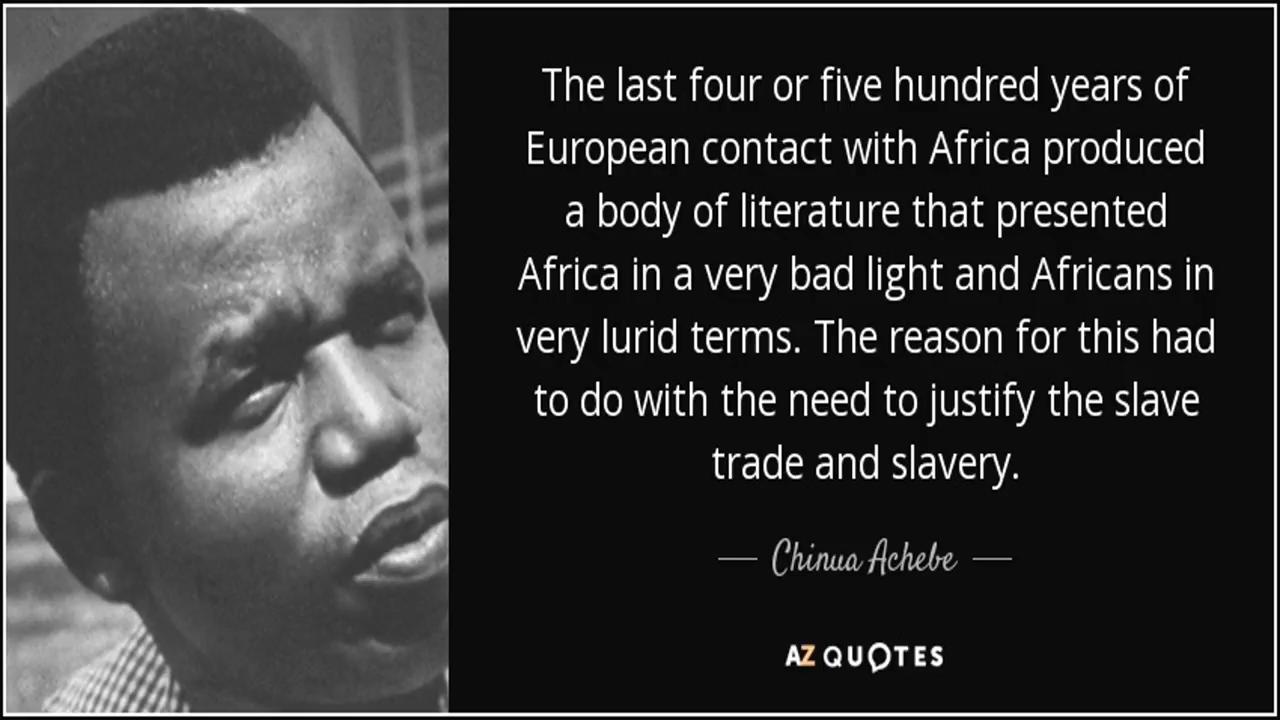 The last four or five hundred years of
European contact with Africa produced
a body of literature that presented
Africa in a very bad light and Africans in
very lurid terms. The reason for this had
to do with the need to justify the slave
trade and slavery.
Chinua Achebe
AZ QUOTES